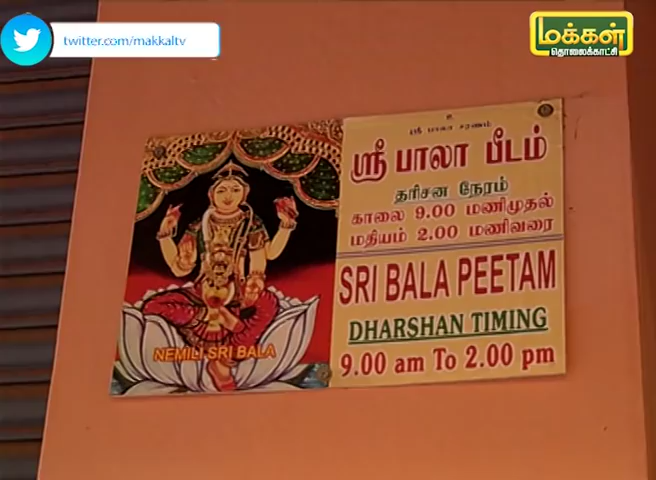 twitter.com/makkaltv
மக்கள்
தொலைக்காட்சி
உ
ஸ்ரீ பாலா சரணம்
ஸ்ரீ பாலா பீடம்
தரிசன நேரம்
காலை 9.00 மணிமுதல்
மதியம் 2.00 மணிவரை
SRI BALA PEETAM
DHARSHAN TIMING
9.00 am To 2.00 pm
NEMILI SRI BALA